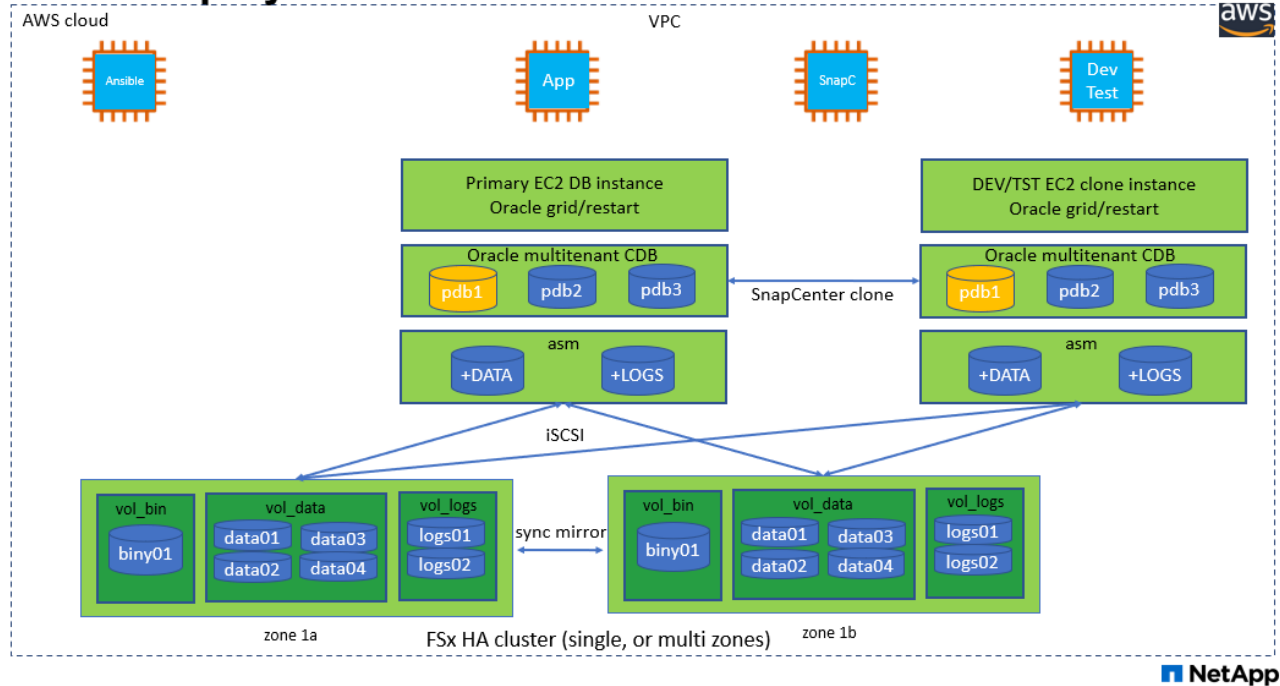 AWS cloud
VPC
aws
Ansible
App
SnapC
Dev
Test
Primary EC2 DB instance
Oracle grid/restart
DEV/TST EC2 clone instance
Oracle grid/restart
Oracle multitenant CDB
pdb1
pdb2
pdb3
SnapCenter clone
Oracle multitenant CDB
pdb1
pdb2
pdb3
asm
+DATA
+LOGS
asm
+DATA
+LOGS
iSCSI
vol_bin
biny01
vol_data
data01
data03
data02
data04
vol_logs
logs01
logs02
sync mirror
vol_bin
biny01
vol_data
data01
data03
data02
data04
vol_logs
logs01
logs02
zone 1a
FSx HA cluster (single, or multi zones)
zone 1b
NetApp